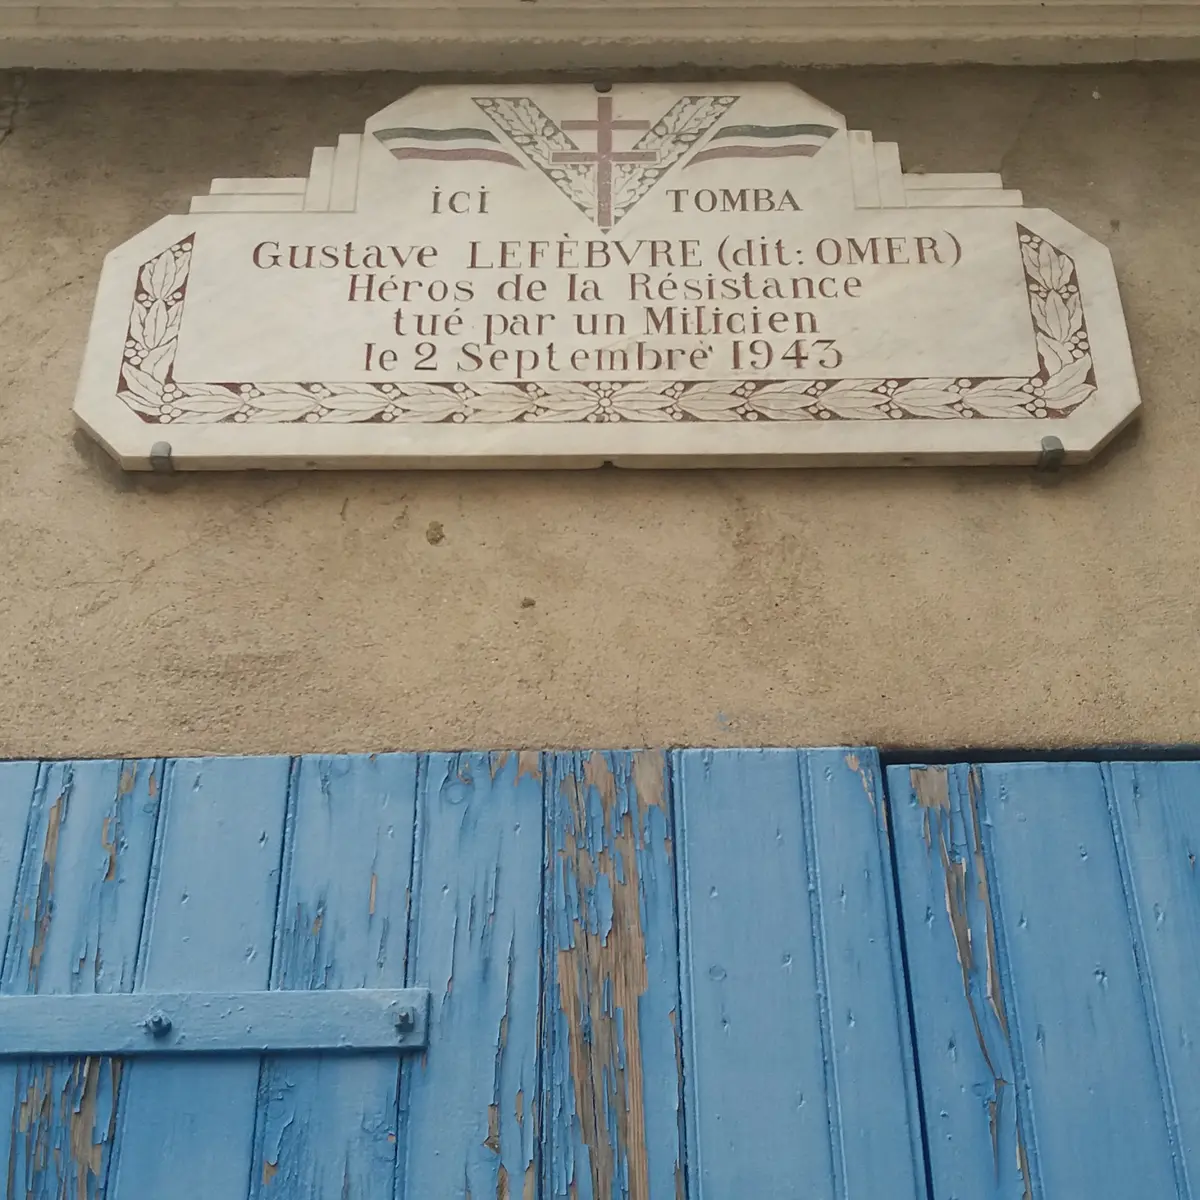 ICI TOMBA
Gustave LEFÈBVRE (dit: OMER)
Héros de la Résistance
tué par un Milicien
le 2 Septembre 1943